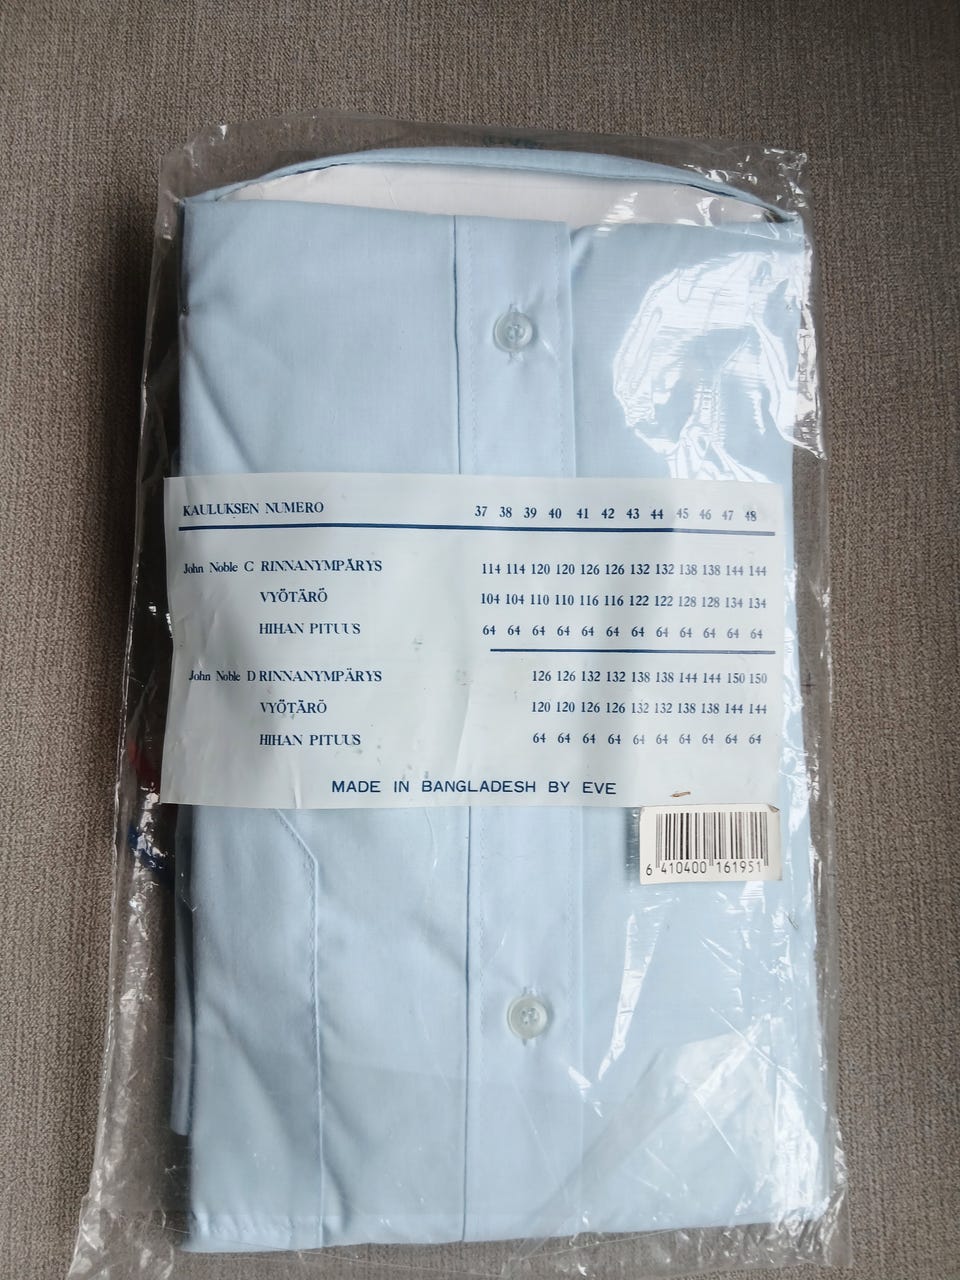 KAULUKSEN NUMERO 37 38 39 40 41 42 43 44 45 46 47 48
John Noble C RINNANYMPÄRYS 114 114 120 120 126 126 132 132 138 138 144 144
VYÖTÄRÖ 104 104 110 110 116 116 122 122 128 128 134 134
HIHAN PITUUS 64 64 64 64 64 64 64 64 64 64 64 64
John Noble D RINNANYMPÄRYS 126 126 132 132 138 138 144 144 150 150
VYÖTÄRÖ 120 120 126 126 132 132 138 138 144 144
HIHAN PITUUS 64 64 64 64 64 64 64 64 64 64
MADE IN BANGLADESH BY EVE
6 410400 161951